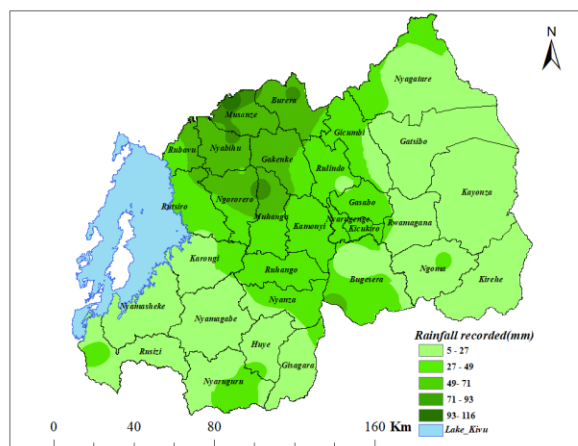 N
Nyagatare
Burera
Musanze
Gicumbi
Rubavu
Nyabihu
Gakenke
Gatsibo
Rulindo
Kayonza
Rutsiro
Ngororero
Gasabo
Muhanga
Kamonyi
Nyarugenge
Kicukiro
Rwamagana
Karongi
Ruhango
Bugesera
Ngoma
Kirehe
Nyanza
Nyamasheke
Nyamagabe
Huye
Rusizi
Gisagara
Nyaruguru
Rainfall recorded(mm)
5 - 27
27 - 49
49 - 71
71 - 93
93- 116
Lake_Kivu
0 40 80 160 Km